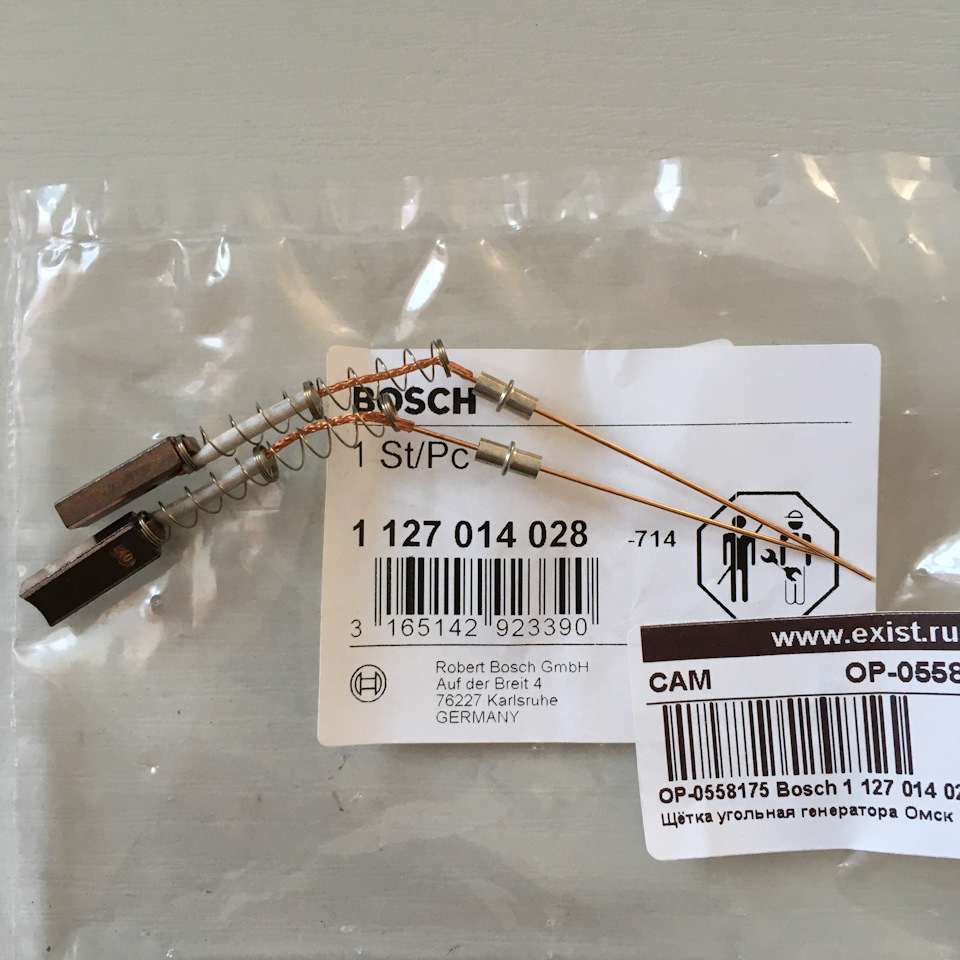 BOSCH
1 St/Pc
1 127 014 028
-714
3 165142 923390
Robert Bosch GmbH
Auf der Breit 4
76227 Karlsruhe
GERMANY
www.exist.ru
CAM OP-0558
OP-0558175 Bosch 1 127 014 02
Щётка угольная генератора Омск